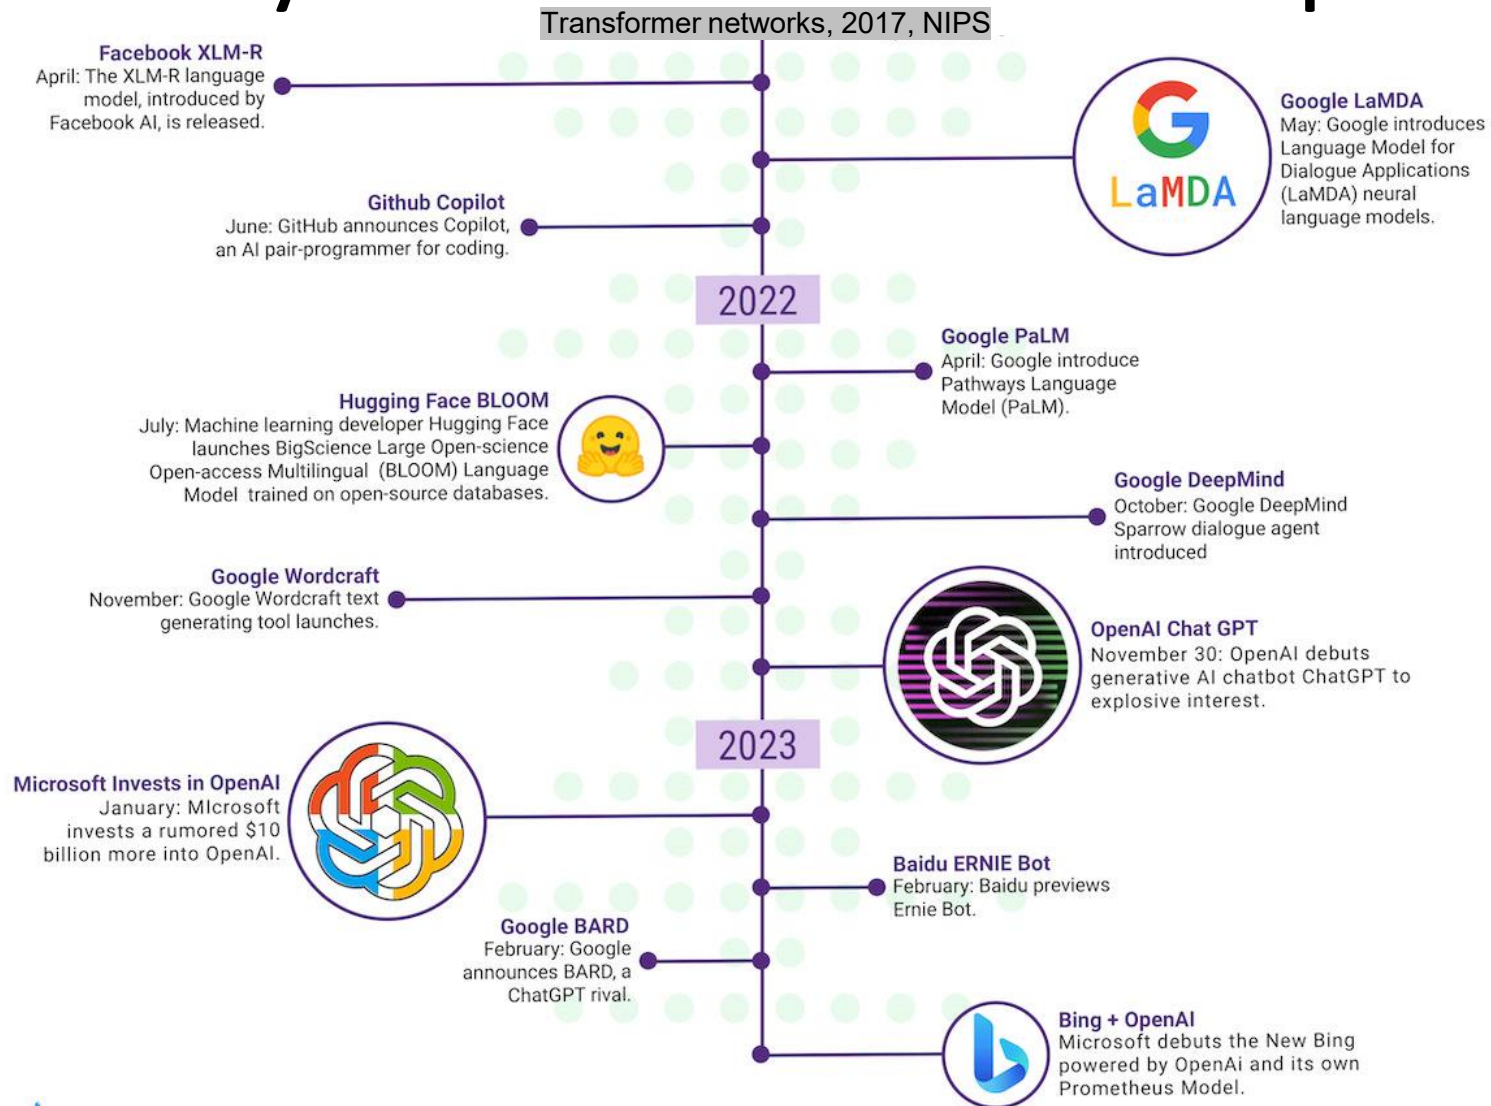 Transformer networks, 2017, NIPS
Facebook XLM-R
April: The XLM-R language
model, introduced by
Facebook AI, is released.
Google LaMDA
May: Google introduces
Language Model for
Dialogue Applications
(LaMDA) neural
language models.
LaMDA
Github Copilot
June: GitHub announces Copilot,
an AI pair-programmer for coding.
2022
Google PaLM
April: Google introduce
Pathways Language
Model (PaLM).
Hugging Face BLOOM
July: Machine learning developer Hugging Face
launches BigScience Large Open-science
Open-access Multilingual (BLOOM) Language
Model trained on open-source databases.
Google DeepMind
October: Google DeepMind
Sparrow dialogue agent
introduced
Google Wordcraft
November: Google Wordcraft text
generating tool launches.
OpenAI Chat GPT
November 30: OpenAI debuts
generative AI chatbot ChatGPT to
explosive interest.
2023
Microsoft Invests in OpenAI
January: MIcrosoft
invests a rumored $10
billion more into OpenAI.
Baidu ERNIE Bot
February: Baidu previews
Ernie Bot.
Google BARD
February: Google
announces BARD, a
ChatGPT rival.
Bing + OpenAI
Microsoft debuts the New Bing
powered by OpenAi and its own
Prometheus Model.